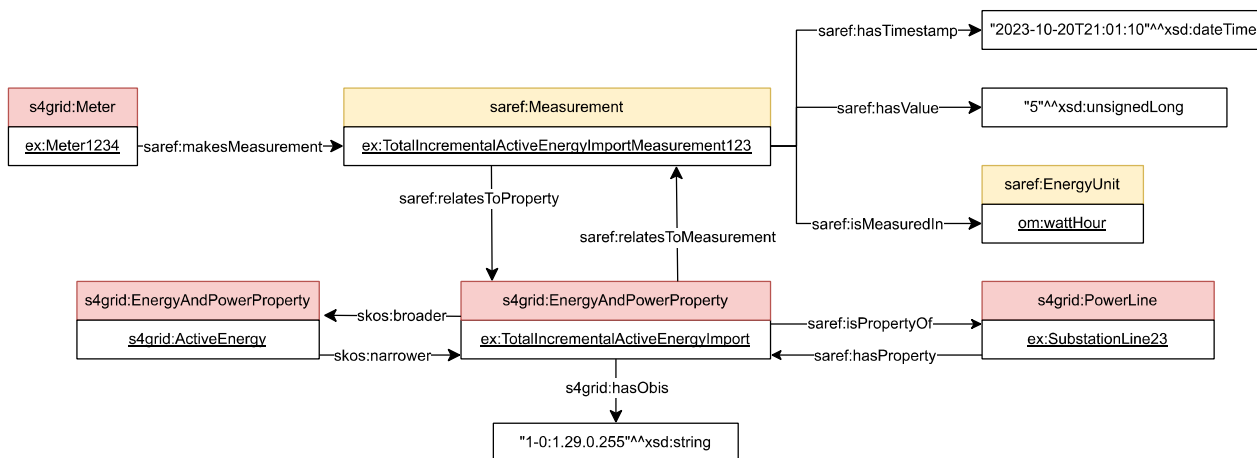 saref:hasTimestamp
"2023-10-20T21:01:10"^^xsd:dateTime
s4grid:Meter
saref:Measurement
saref:hasValue
"5"^^xsd:unsignedLong
ex:Meter1234
saref:makesMeasurement
ex:TotalIncrementalActiveEnergyImportMeasurement123
saref:relatesToProperty
saref:EnergyUnit
saref:isMeasuredIn
om:wattHour
saref:relatesToMeasurement
s4grid:EnergyAndPowerProperty
s4grid:EnergyAndPowerProperty
s4grid:PowerLine
skos:broader
saref:isPropertyOf
s4grid:ActiveEnergy
ex:TotalIncrementalActiveEnergyImport
ex:SubstationLine23
skos:narrower
saref:hasProperty
s4grid:hasObis
"1-0:1.29.0.255"^^xsd:string